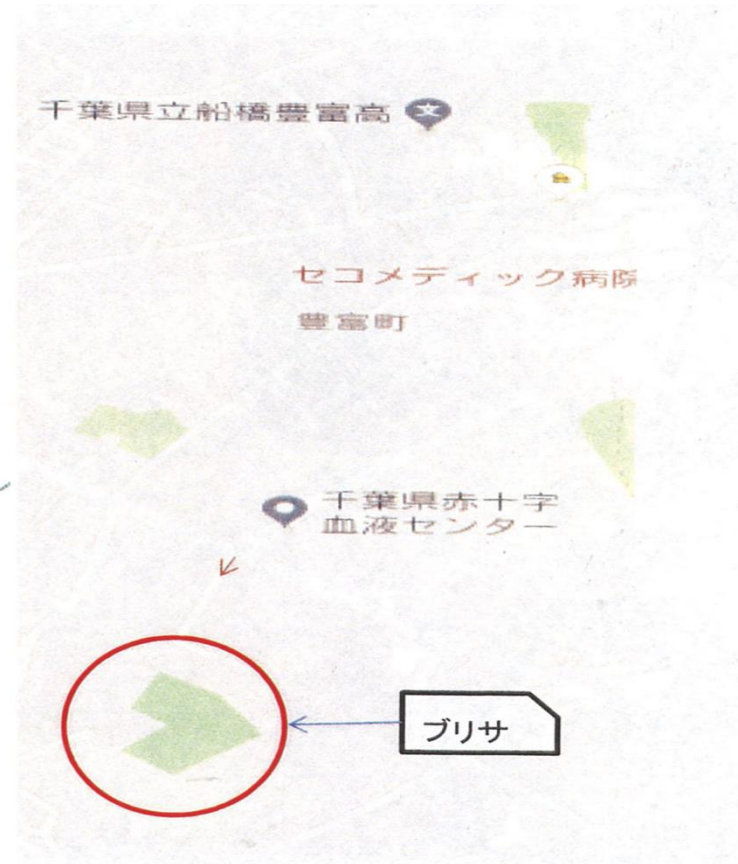 千葉県立船橋豊富高
文
セコメディック病院
豊富町
千葉県赤十字
血液センター
ブリサ